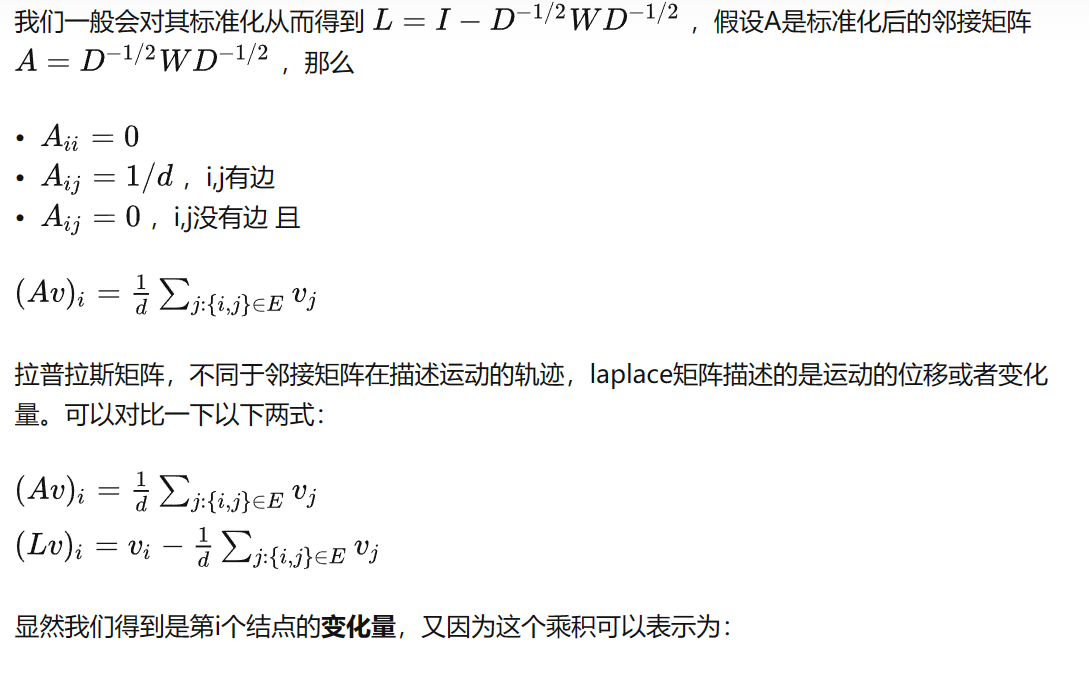 我们一般会对其标准化从而得到 L = I − D^{−1/2}WD^{−1/2} ，假设A是标准化后的邻接矩阵
A = D^{−1/2}WD^{−1/2} ，那么
• A_{ii} = 0
• A_{ij} = 1/d ，i,j有边
• A_{ij} = 0 ，i,j没有边 且
(Av)_i = \frac{1}{d} \sum_{j:\{i,j\}∈E} v_j
拉普拉斯矩阵，不同于邻接矩阵在描述运动的轨迹，laplace矩阵描述的是运动的位移或者变化
量。可以对比一下以下两式：
(Av)_i = \frac{1}{d} \sum_{j:\{i,j\}∈E} v_j
(Lv)_i = v_i − \frac{1}{d} \sum_{j:\{i,j\}∈E} v_j
显然我们得到是第i个结点的变化量，又因为这个乘积可以表示为：